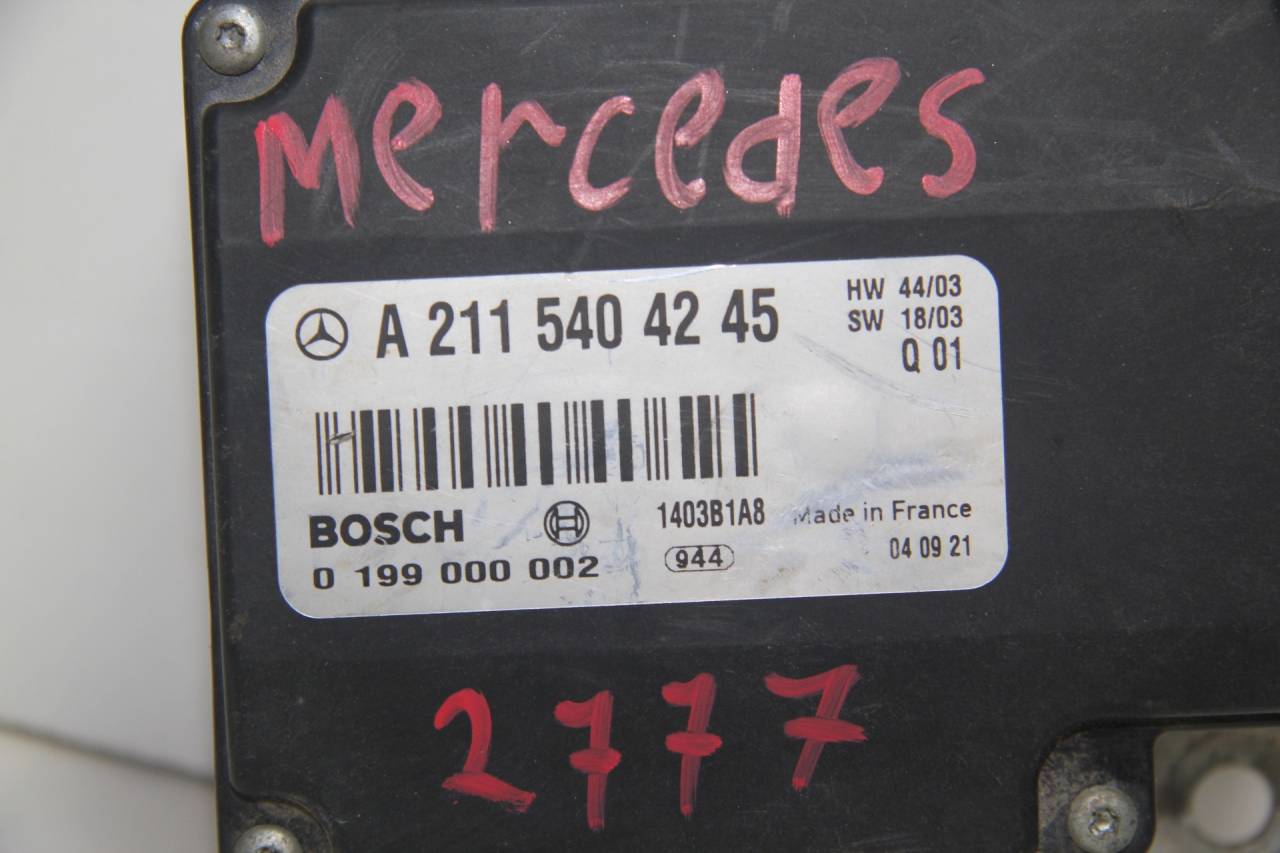 Mercedes
A 211 540 42 45
HW 44/03
SW 18/03
Q 01
BOSCH
1403B1A8
Made in France
0 199 000 002
944
04 09 21
2777